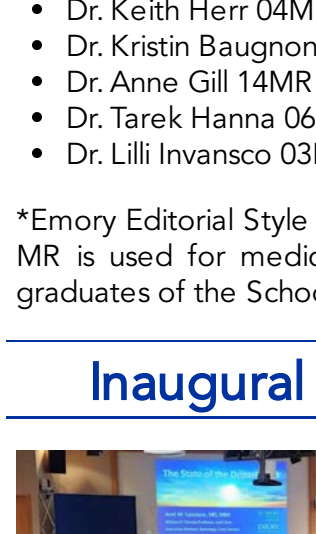 • Dr. Keith Herr 04M
• Dr. Kristin Baugnon
• Dr. Anne Gill 14MR
• Dr. Tarek Hanna 06
• Dr. Lilli Invansco 03
*Emory Editorial Style
MR is used for medic
graduates of the Schoo
Inaugural
The State of the